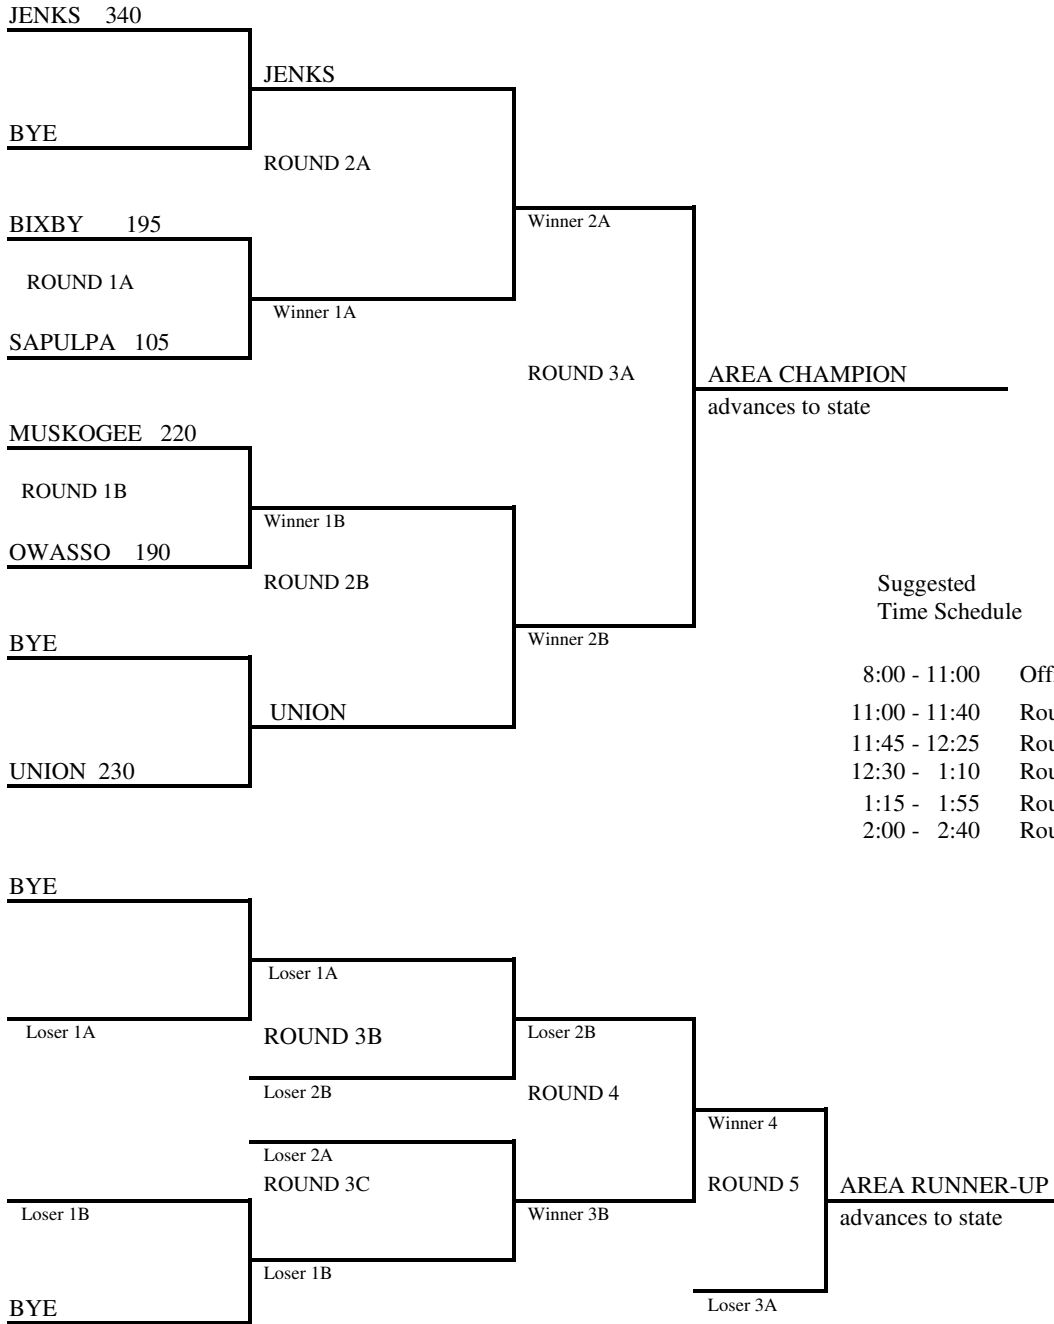 JENKS 340
JENKS
BYE
ROUND 2A
BIXBY 195
Winner 2A
ROUND 1A
Winner 1A
SAPULPA 105
ROUND 3A
AREA CHAMPION
advances to state
MUSKOGEE 220
ROUND 1B
Winner 1B
OWASSO 190
ROUND 2B
Suggested
Time Schedule
BYE
Winner 2B
8:00 - 11:00
UNION
11:00 - 11:40
11:45 - 12:25
UNION 230
12:30 - 1:10
1:15 - 1:55
2:00 - 2:40
BYE
Loser 1A
Loser 1A
ROUND 3B
Loser 2B
Loser 2B
ROUND 4
Winner 4
Loser 2A
ROUND 3C
ROUND 5
AREA RUNNER-UP
Loser 1B
Winner 3B
advances to state
Loser 1B
BYE
Loser 3A